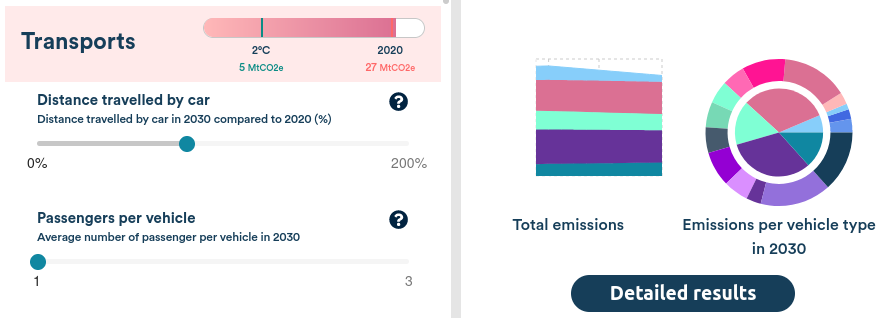 Transports
2°C
2020
5 MtCO2e
27 MtCO2e
Distance travelled by car
?
Distance travelled by car in 2030 compared to 2020 (%)
0%
200%
Passengers per vehicle
?
Average number of passenger per vehicle in 2030
1
3
Total emissions
Emissions per vehicle type
in 2030
Detailed results